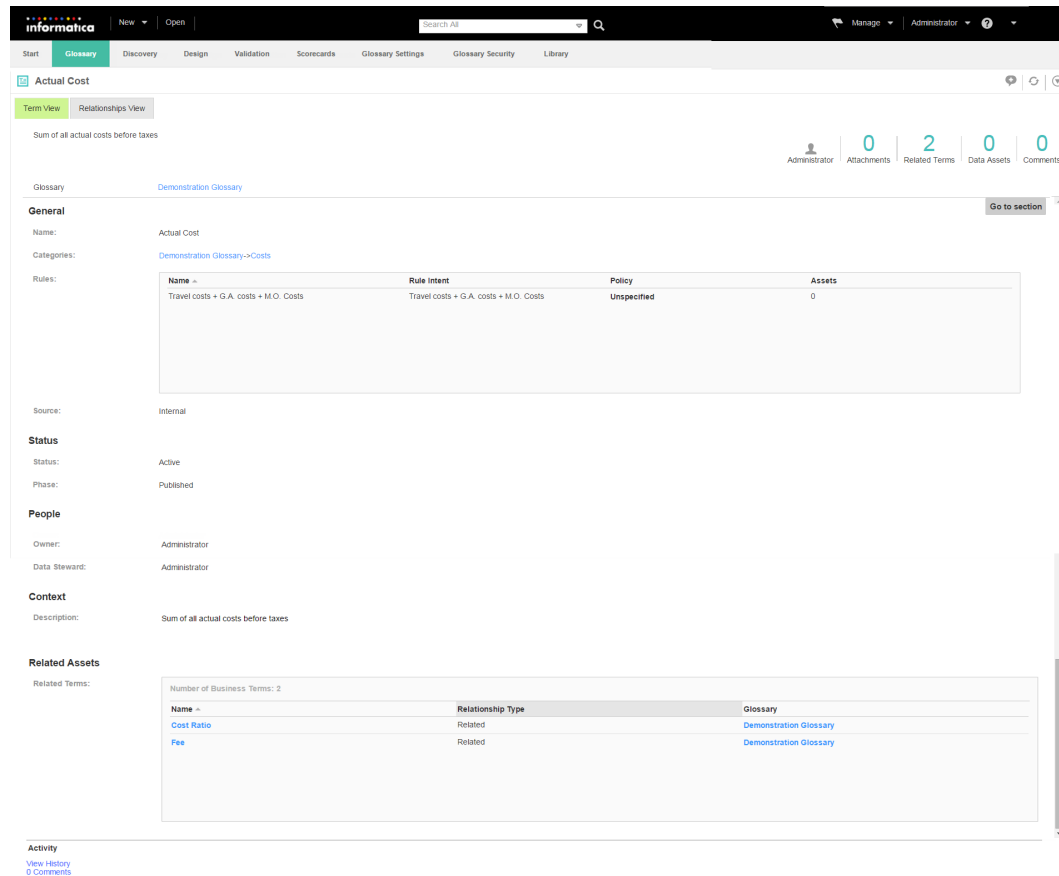 informatica New Open Search All Manage Administrator ?
Start Glossary Discovery Design Validation Scorecards Glossary Settings Glossary Security Library
Actual Cost
Term View Relationships View
Sum of all actual costs before taxes
0 2 0 0
Administrator Attachments Related Terms Data Assets Comments
Glossary Demonstration Glossary
Go to section
General
Name: Actual Cost
Categories: Demonstration Glossary->Costs
Rules:
Name Rule Intent Policy Assets
Travel costs + G.A. costs + M.O. Costs Travel costs + G.A. costs + M.O. Costs Unspecified 0
Source: Internal
Status
Status: Active
Phase: Published
People
Owner: Administrator
Data Steward: Administrator
Context
Description: Sum of all actual costs before taxes
Related Assets
Related Terms:
Number of Business Terms: 2
Name Relationship Type Glossary
Cost Ratio Related Demonstration Glossary
Fee Related Demonstration Glossary
Activity
View History
0 Comments